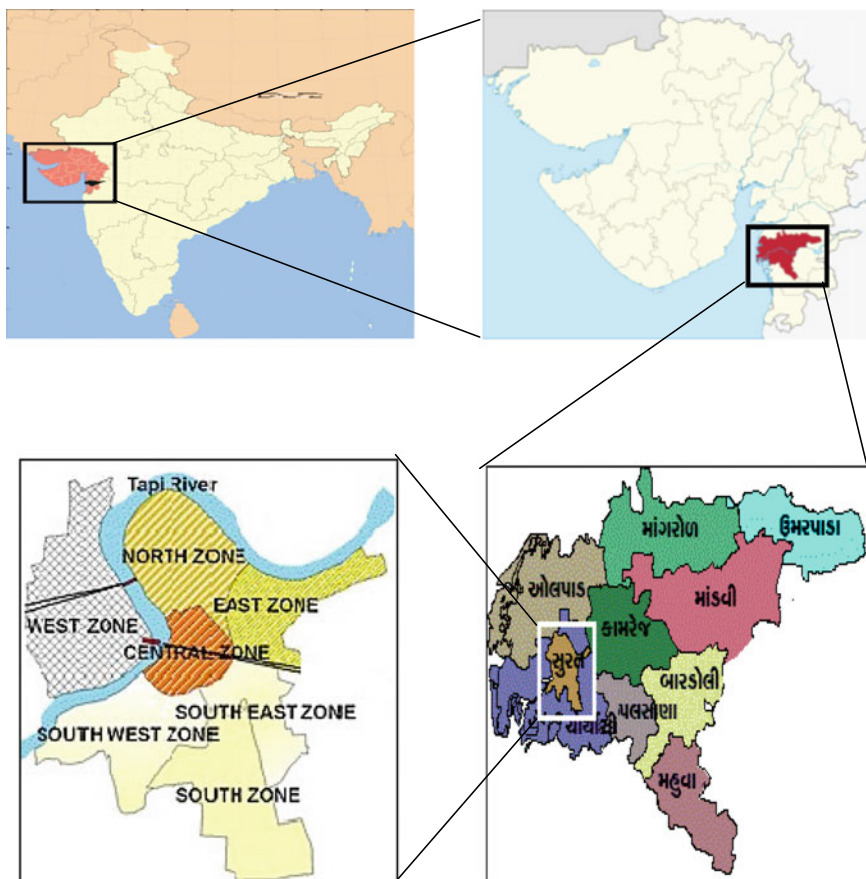 Tapi River
NORTH ZONE
EAST ZONE
WEST ZONE
CENTRAL ZONE
SOUTH EAST ZONE
SOUTH WEST ZONE
SOUTH ZONE
માંગરોળ
ઉમરપાડા
ઓલપાડ
માંડવી
કામરેજ
સુરત
બારડોલી
પલસાણા
ચોર્યાસી
મહુવા